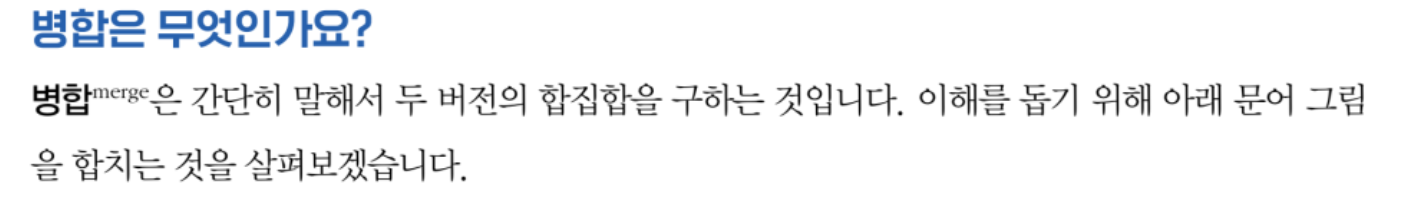 병합은 무엇인가요?
병합merge은 간단히 말해서 두 버전의 합집합을 구하는 것입니다. 이해를 돕기 위해 아래 문어 그림
을 합치는 것을 살펴보겠습니다.